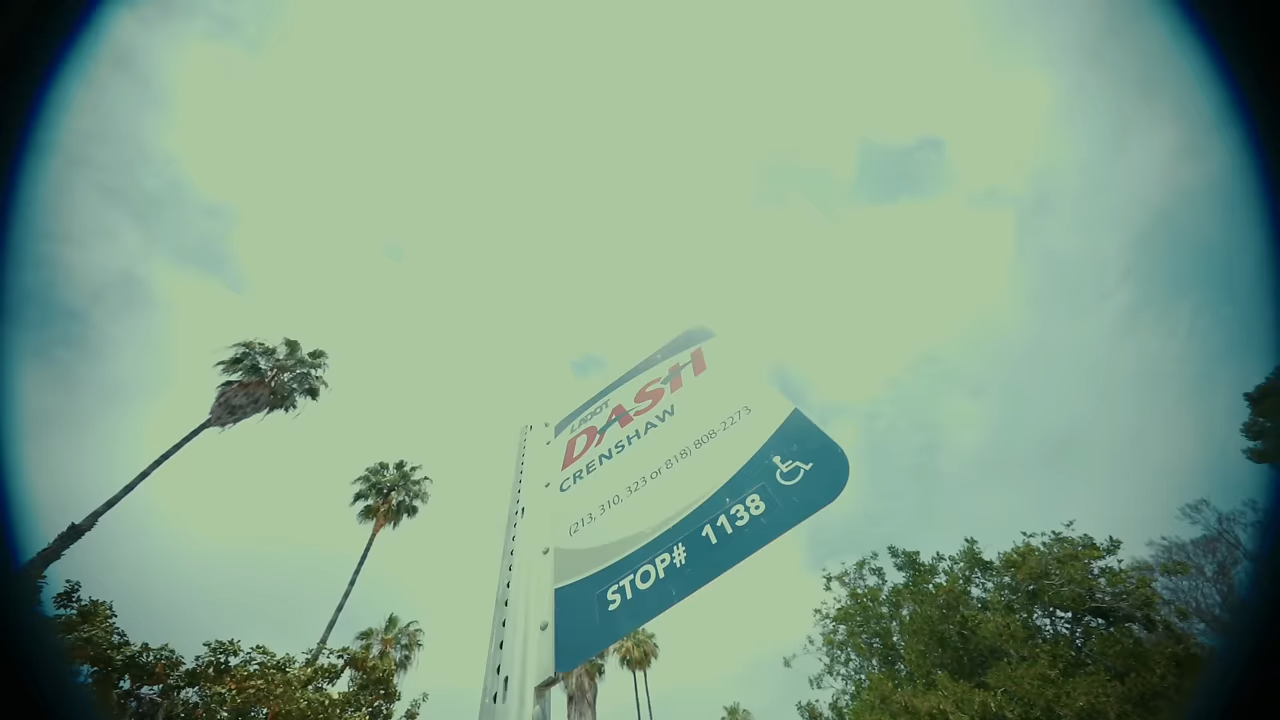 LADOT
DASH
CRENSHAW
(213, 310, 323 or 818) 808-2273
STOP# 1138